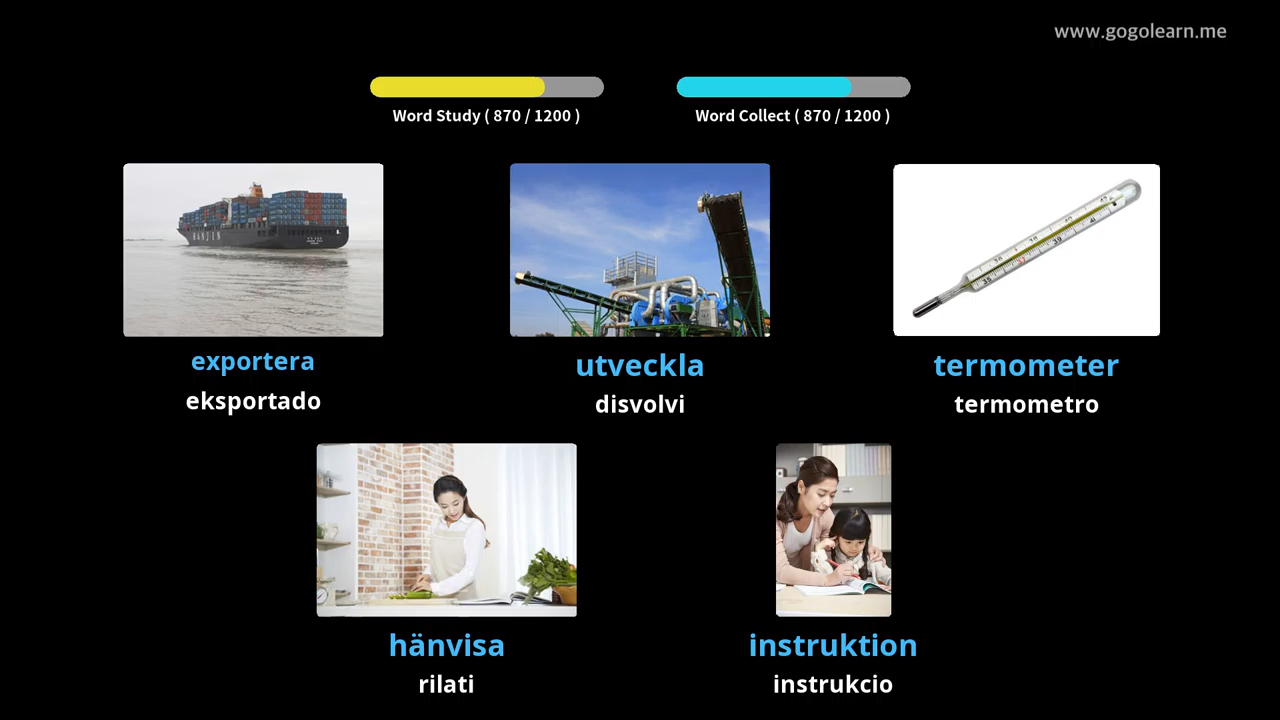 www.gogolearn.me
Word Study ( 870 / 1200 )
Word Collect ( 870 / 1200 )
HANJIN
exportera
utveckla
termometer
eksportado
disvolvi
termometro
hänvisa
instruktion
rilati
instrukcio